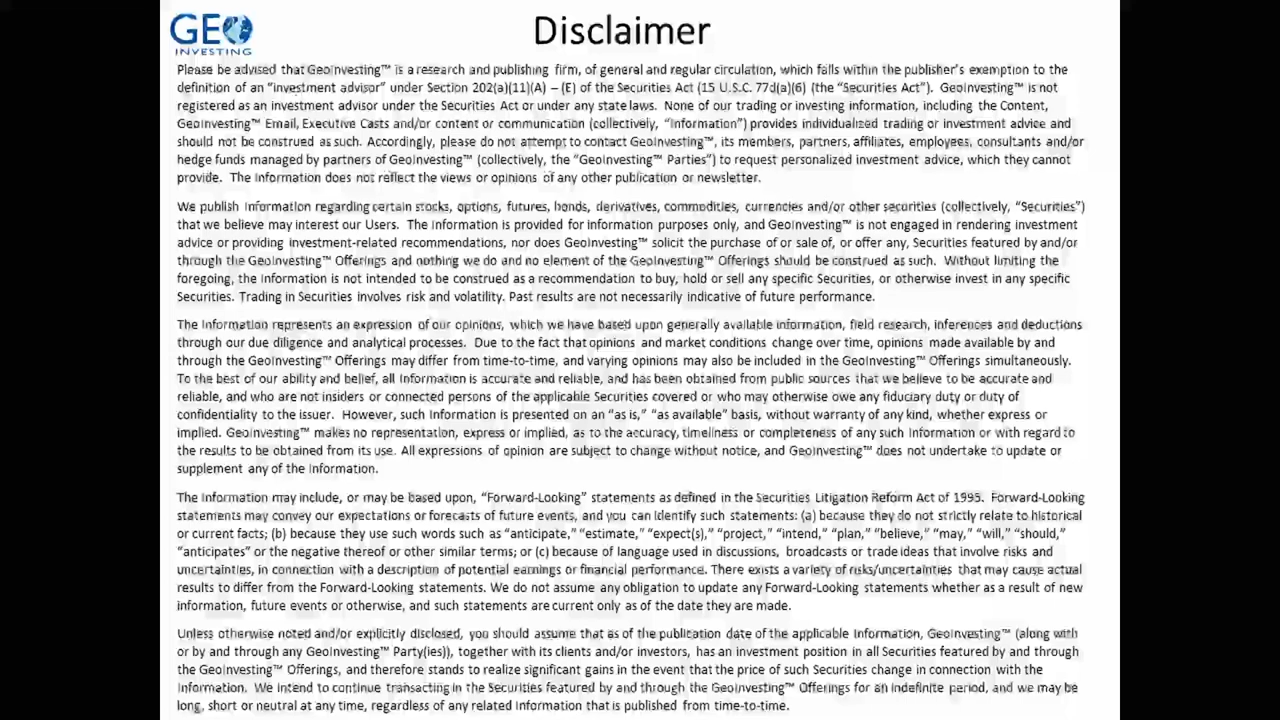 GEO
INVESTING
Disclaimer
Please be advised that GeoInvesting™ is a research and publishing firm, of general and regular circulation, which falls within the publisher's exemption to the
definition of an "investment advisor" under Section 202(a)(11)(A) – (E) of the Securities Act (15 U.S.C. 77d(a)(6) (the "Securities Act"). GeoInvesting™ is not
registered as an investment advisor under the Securities Act or under any state laws. None of our trading or investing information, including the Content,
GeoInvesting™ Email, Executive Casts and/or content or communication (collectively, "Information") provides individualized trading or investment advice and
should not be construed as such. Accordingly, please do not attempt to contact GeoInvesting™, its members, partners, affiliates, employees, consultants and/or
hedge funds managed by partners of GeoInvesting™ (collectively, the "GeoInvesting™ Parties") to request personalized investment advice, which they cannot
provide. The Information does not reflect the views or opinions of any other publication or newsletter.
We publish Information regarding certain stocks, options, futures, bonds, derivatives, commodities, currencies and/or other securities (collectively, "Securities")
that we believe may interest our Users. The Information is provided for information purposes only, and GeoInvesting™ is not engaged in rendering investment
advice or providing investment-related recommendations, nor does GeoInvesting™ solicit the purchase of or sale of, or offer any, Securities featured by and/or
through the GeoInvesting™ Offerings and nothing we do and no element of the GeoInvesting™ Offerings should be construed as such. Without limiting the
foregoing, the Information is not intended to be construed as a recommendation to buy, hold or sell any specific Securities, or otherwise invest in any specific
Securities. Trading in Securities involves risk and volatility. Past results are not necessarily indicative of future performance.
The Information represents an expression of our opinions, which we have based upon generally available information, field research, inferences and deductions
through our due diligence and analytical processes. Due to the fact that opinions and market conditions change over time, opinions made available by and
through the GeoInvesting™ Offerings may differ from time-to-time, and varying opinions may also be included in the GeoInvesting™ Offerings simultaneously.
To the best of our ability and belief, all Information is accurate and reliable, and has been obtained from public sources that we believe to be accurate and
reliable, and who are not insiders or connected persons of the applicable Securities covered or who may otherwise owe any fiduciary duty or duty of
confidentiality to the issuer. However, such Information is presented on an "as is," "as available" basis, without warranty of any kind, whether express or
implied. GeoInvesting™ makes no representation, express or implied, as to the accuracy, timeliness or completeness of any such Information or with regard to
the results to be obtained from its use. All expressions of opinion are subject to change without notice, and GeoInvesting™ does not undertake to update or
supplement any of the Information.
The Information may include, or may be based upon, "Forward-Looking" statements as defined in the Securities Litigation Reform Act of 1995. Forward-Looking
statements may convey our expectations or forecasts of future events, and you can identify such statements: (a) because they do not strictly relate to historical
or current facts; (b) because they use such words such as "anticipate," "estimate," "expect(s)," "project," "intend," "plan," "believe," "may," "will," "should,"
"anticipates" or the negative thereof or other similar terms; or (c) because of language used in discussions, broadcasts or trade ideas that involve risks and
uncertainties, in connection with a description of potential earnings or financial performance. There exists a variety of risks/uncertainties that may cause actual
results to differ from the Forward-Looking statements. We do not assume any obligation to update any Forward-Looking statements whether as a result of new
information, future events or otherwise, and such statements are current only as of the date they are made.
Unless otherwise noted and/or explicitly disclosed, you should assume that as of the publication date of the applicable Information, GeoInvesting™ (along with
or by and through any GeoInvesting™ Party(ies)), together with its clients and/or investors, has an investment position in all Securities featured by and through
the GeoInvesting™ Offerings, and therefore stands to realize significant gains in the event that the price of such Securities change in connection with the
Information. We intend to continue transacting in the Securities featured by and through the GeoInvesting™ Offerings for an indefinite period, and we may be
long, short or neutral at any time, regardless of any related Information that is published from time-to-time.